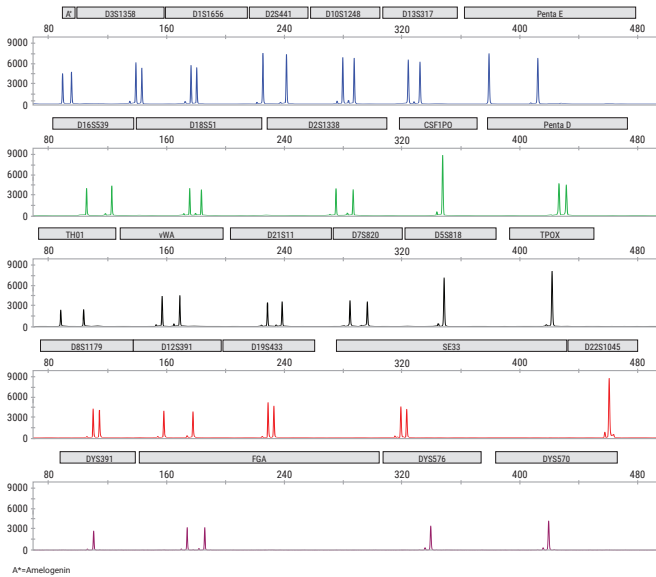 A* D3S1358 D1S1656 D2S441 D10S1248 D13S317 Penta E
80 160 240 320 400 480
9000
6000
3000
0
D16S539 D18S51 D2S1338 CSF1PO Penta D
80 160 240 320 400 480
9000
6000
3000
0
TH01 vWA D21S11 D7S820 D5S818 TPOX
80 160 240 320 400 480
9000
6000
3000
0
D8S1179 D12S391 D19S433 SE33 D22S1045
80 160 240 320 400 480
9000
6000
3000
0
DYS391 FGA DYS576 DYS570
80 160 240 320 400 480
9000
6000
3000
0
A*=Amelogenin